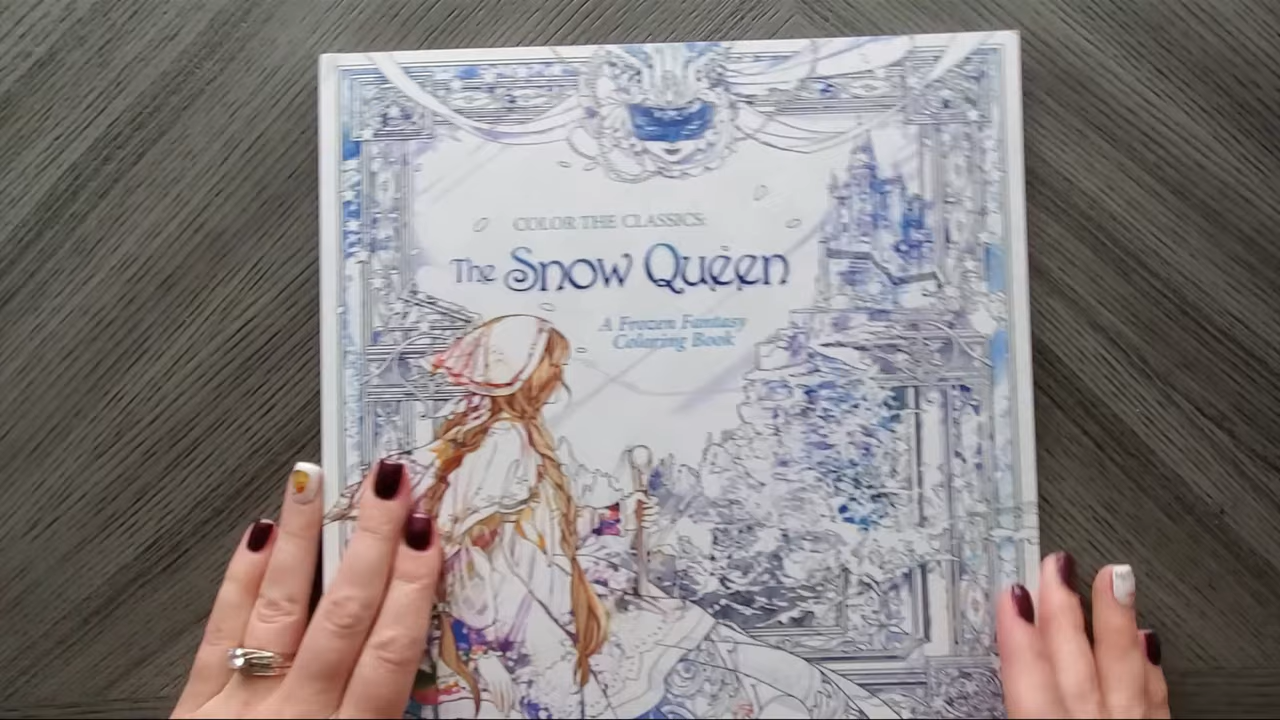 COLOR THE CLASSICS:
The Snow Queen
A Frozen Fantasy
Coloring Book